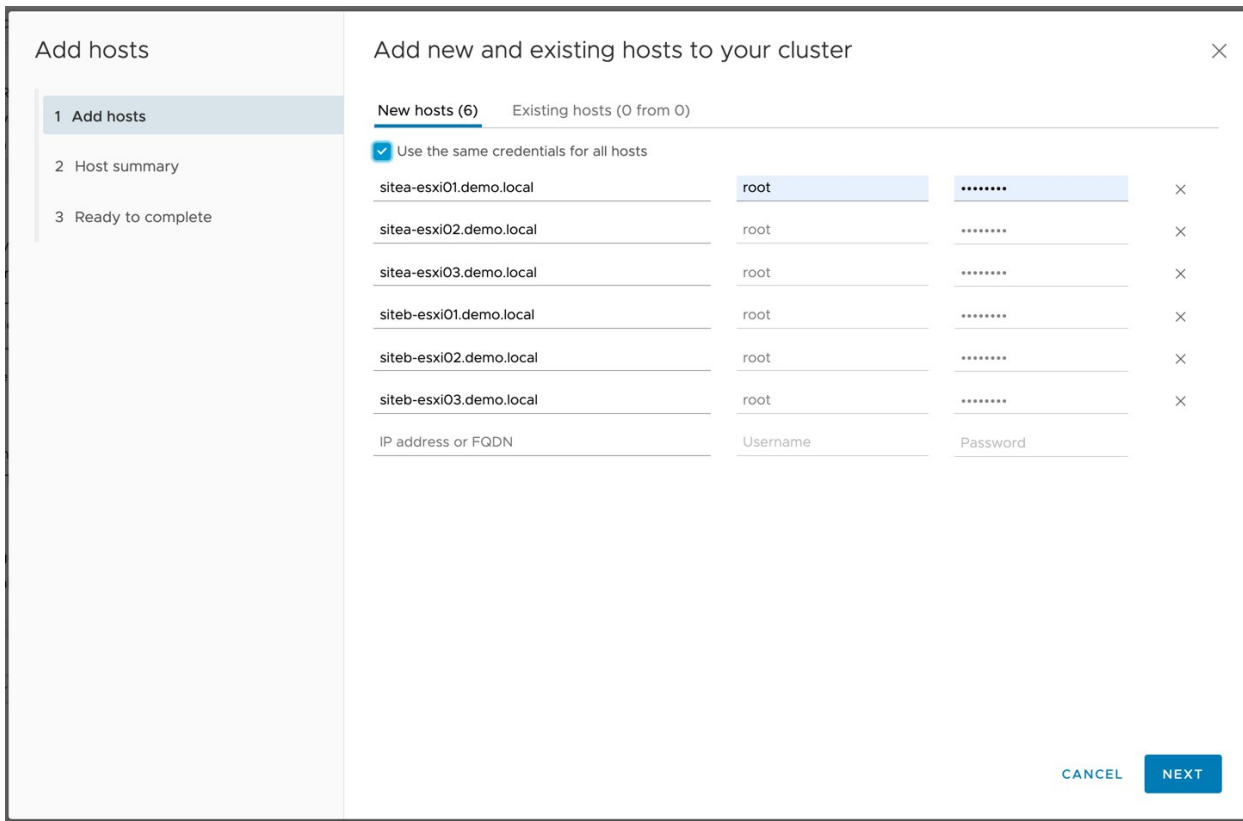 Add hosts
1 Add hosts
2 Host summary
3 Ready to complete
Add new and existing hosts to your cluster
New hosts (6) Existing hosts (0 from 0)
Use the same credentials for all hosts
sitea-esxi01.demo.local root ••••••••
sitea-esxi02.demo.local root ••••••••
sitea-esxi03.demo.local root ••••••••
siteb-esxi01.demo.local root ••••••••
siteb-esxi02.demo.local root ••••••••
siteb-esxi03.demo.local root ••••••••
IP address or FQDN Username Password
CANCEL NEXT